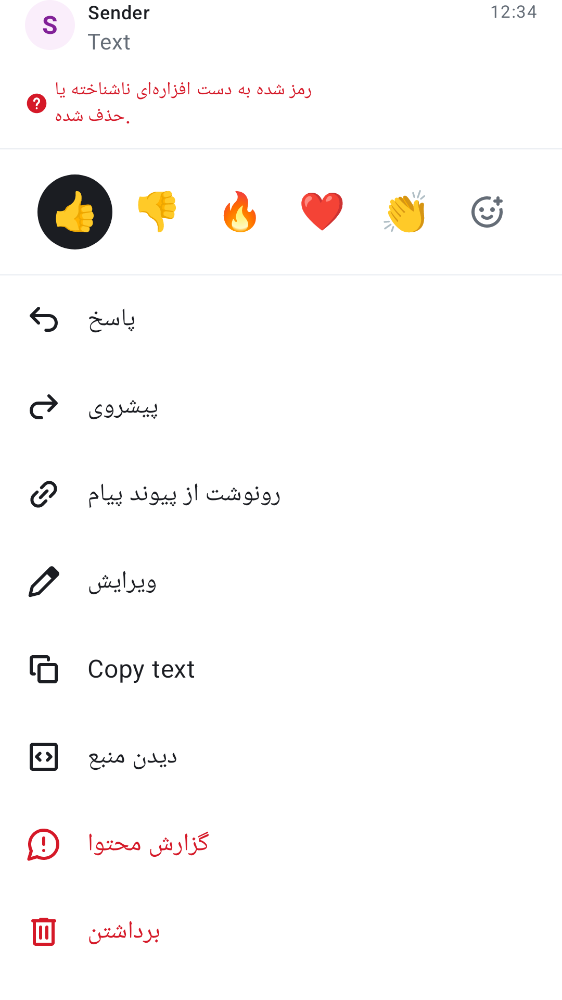 S
Sender
12:34
Text
رمز شده به دست افزاره‌ای ناشناخته یا
حذف شده.
پاسخ
پیشروی
رونوشت از پیوند پیام
ویرایش
Copy text
دیدن منبع
گزارش محتوا
برداشتن